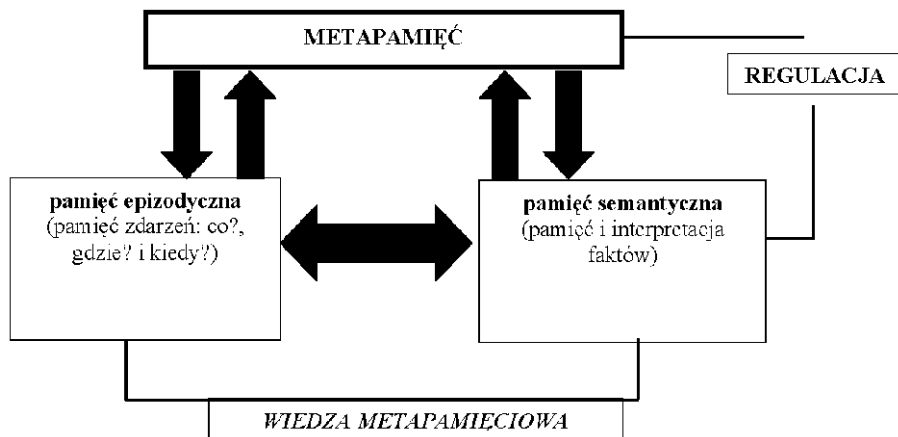 METAPAMIĘĆ
REGULACJA
pamięć epizodyczna
(pamięć zdarzeń: co?,
gdzie? i kiedy?)
pamięć semantyczna
(pamięć i interpretacja
faktów)
WIEDZA METAPAMIĘCIOWA